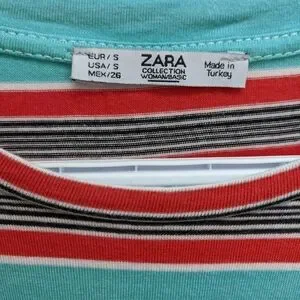 EUR/ S
USA/ S
MEX/26
ZARA
COLLECTION
WOMAN/BASIC
Made in
Turkey